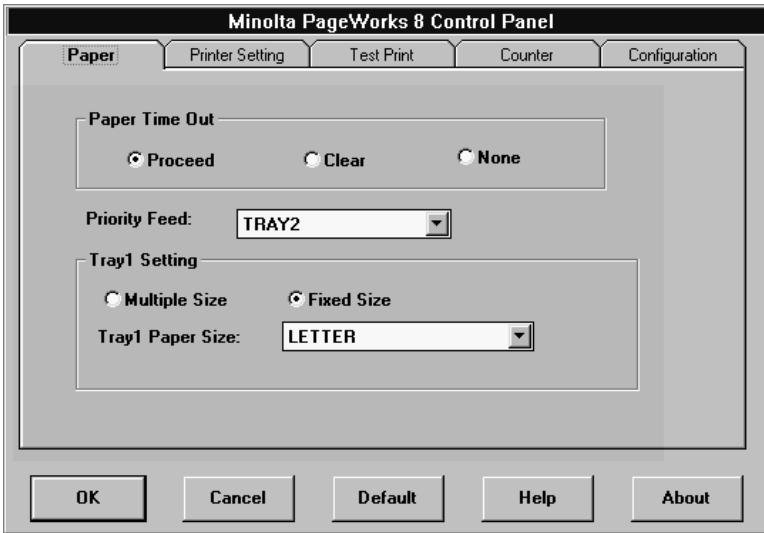 Minolta PageWorks 8 Control Panel
Paper Printer Setting Test Print Counter Configuration
Paper Time Out
Proceed Clear None
Priority Feed: TRAY2
Tray1 Setting
Multiple Size Fixed Size
Tray1 Paper Size: LETTER
OK Cancel Default Help About